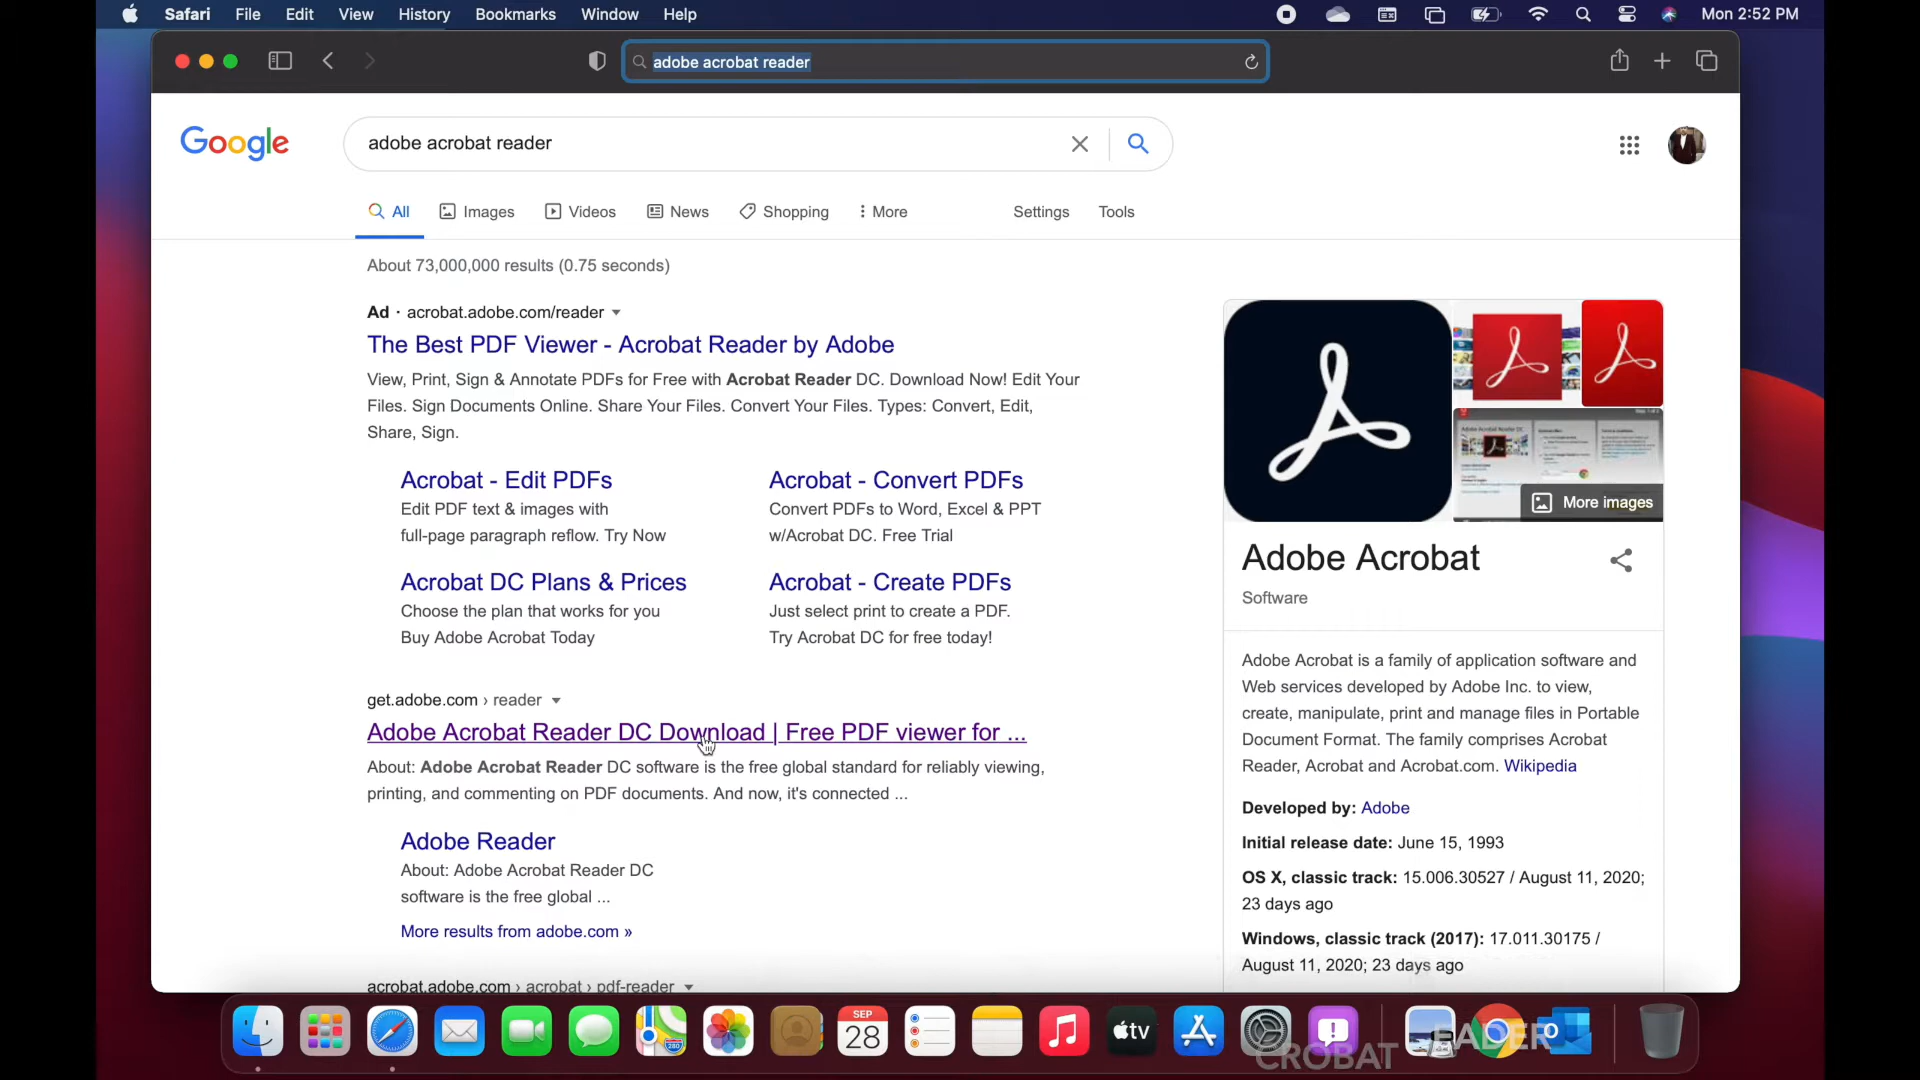 Safari File Edit View History Bookmarks Window Help Mon 2:52 PM
adobe acrobat reader
Google adobe acrobat reader
All Images Videos News Shopping More Settings Tools
About 73,000,000 results (0.75 seconds)
Ad · acrobat.adobe.com/reader
The Best PDF Viewer - Acrobat Reader by Adobe
View, Print, Sign & Annotate PDFs for Free with Acrobat Reader DC. Download Now! Edit Your
Files. Sign Documents Online. Share Your Files. Convert Your Files. Types: Convert, Edit,
Share, Sign.
Acrobat - Edit PDFs
Edit PDF text & images with
full-page paragraph reflow. Try Now
Acrobat - Convert PDFs
Convert PDFs to Word, Excel & PPT
w/Acrobat DC. Free Trial
Acrobat DC Plans & Prices
Choose the plan that works for you
Buy Adobe Acrobat Today
Acrobat - Create PDFs
Just select print to create a PDF.
Try Acrobat DC for free today!
get.adobe.com › reader
Adobe Acrobat Reader DC Download | Free PDF viewer for ...
About: Adobe Acrobat Reader DC software is the free global standard for reliably viewing,
printing, and commenting on PDF documents. And now, it's connected ...
Adobe Reader
About: Adobe Acrobat Reader DC
software is the free global ...
More results from adobe.com »
acrobat.adobe.com › acrobat › pdf-reader
More images
Adobe Acrobat
Software
Adobe Acrobat is a family of application software and
Web services developed by Adobe Inc. to view,
create, manipulate, print and manage files in Portable
Document Format. The family comprises Acrobat
Reader, Acrobat and Acrobat.com. Wikipedia
Developed by: Adobe
Initial release date: June 15, 1993
OS X, classic track: 15.006.30527 / August 11, 2020;
23 days ago
Windows, classic track (2017): 17.011.30175 /
August 11, 2020; 23 days ago
SEP
28
tv